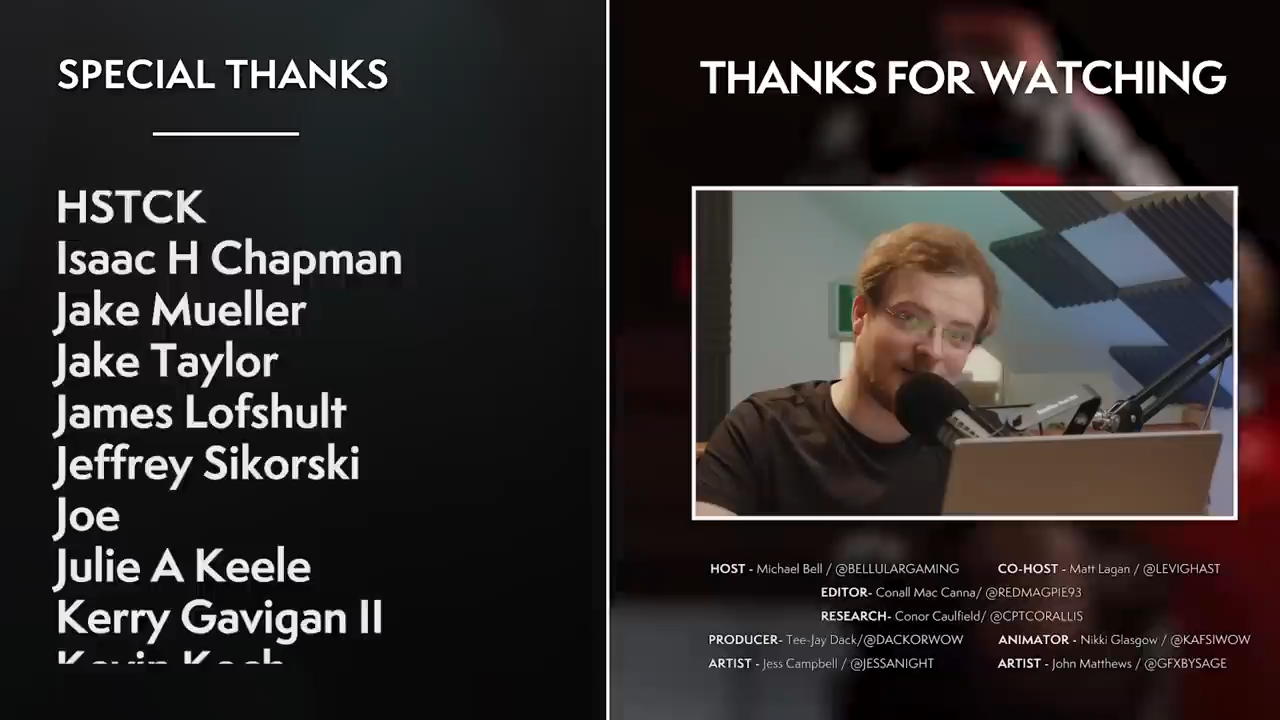 SPECIAL THANKS
HSTCK
Isaac H Chapman
Jake Mueller
Jake Taylor
James Lofshult
Jeffrey Sikorski
Joe
Julie A Keele
Kerry Gavigan II
Kevin Koch
THANKS FOR WATCHING
HOST - Michael Bell / @BELLULARGAMING CO-HOST - Matt Lagan / @LEVIGHAST
EDITOR- Conall Mac Canna/ @REDMAGPIE93
RESEARCH- Conor Caulfield/ @CPTCORALLIS
PRODUCER- Tee-Jay Dack/@DACKORWOW ANIMATOR - Nikki Glasgow / @KAFSIWOW
ARTIST - Jess Campbell / @JESSANIGHT ARTIST - John Matthews / @GFXBYSAGE